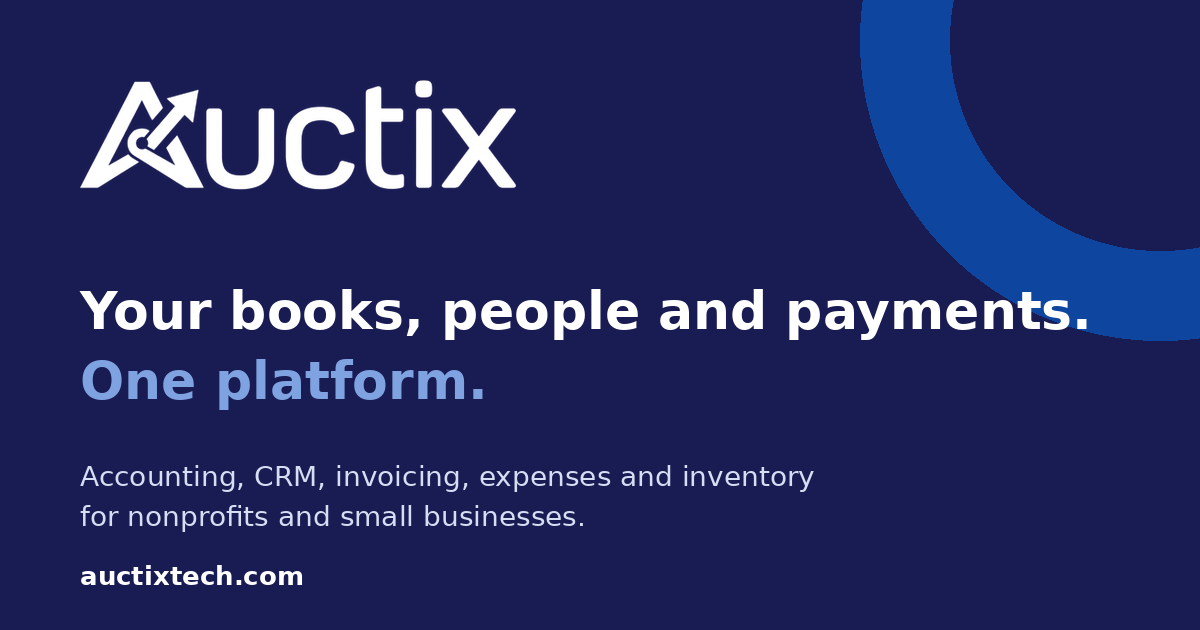 Auctix
Your books, people and payments.
One platform.
Accounting, CRM, invoicing, expenses and inventory
for nonprofits and small businesses.
auctixtech.com